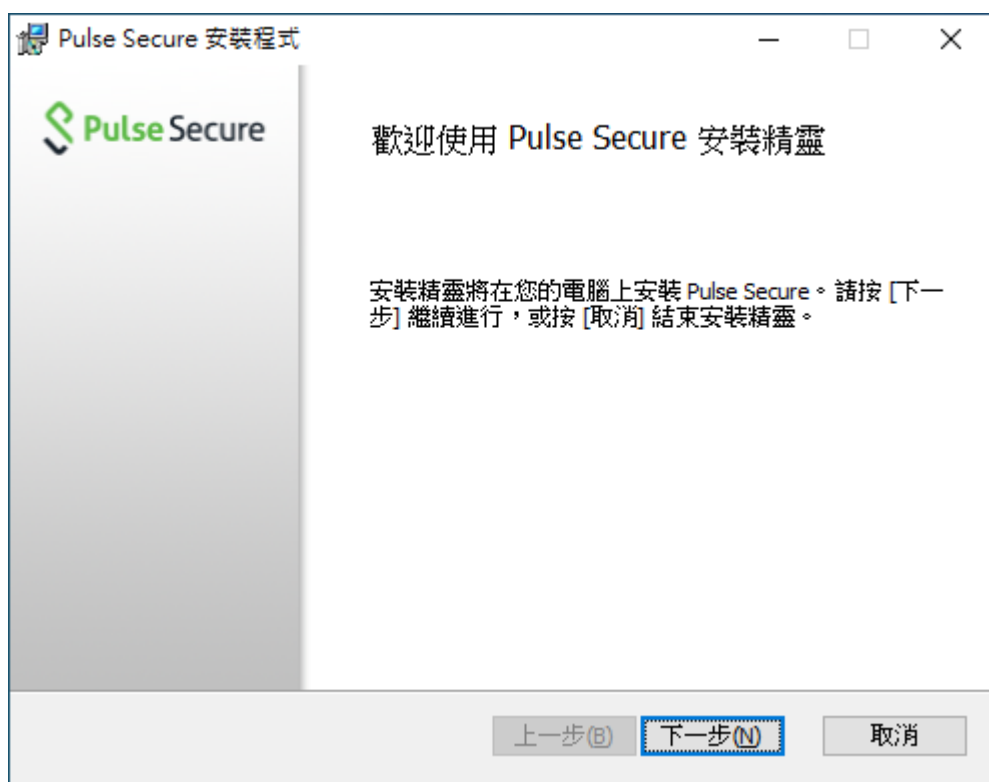 Pulse Secure 安裝程式
Pulse Secure
歡迎使用 Pulse Secure 安裝精靈
安裝精靈將在您的電腦上安裝 Pulse Secure。請按 [下一
步] 繼續進行，或按 [取消] 結束安裝精靈。
上一步(B)
下一步(N)
取消